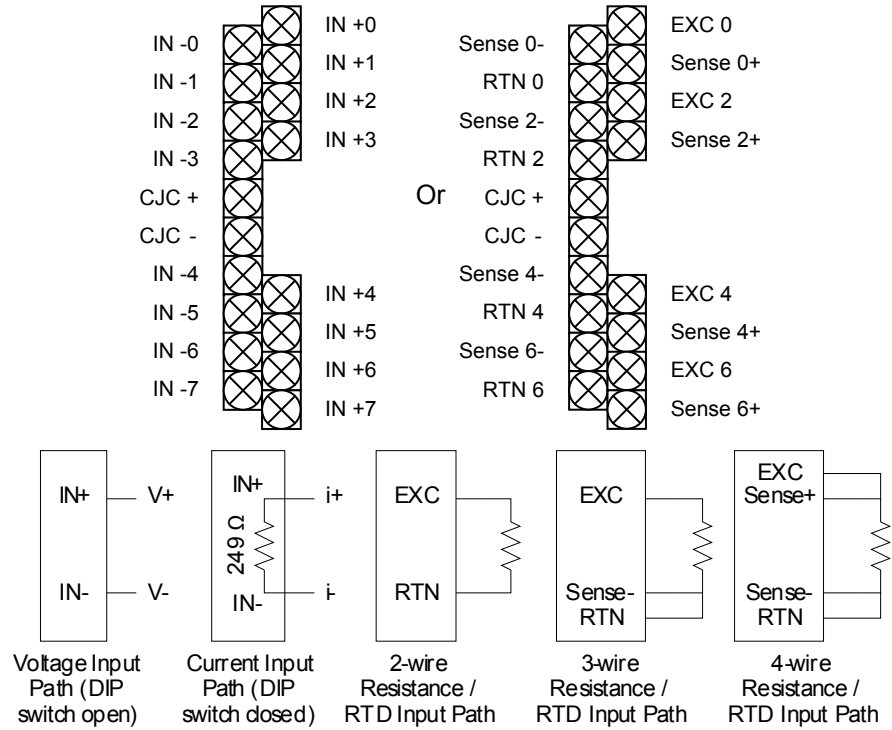 IN -0
IN +0
IN -1
IN +1
IN -2
IN +2
IN -3
IN +3
CJC +
CJC -
IN -4
IN +4
IN -5
IN +5
IN -6
IN +6
IN -7
IN +7
Or
Sense 0-
EXC 0
RTN 0
Sense 0+
Sense 2-
EXC 2
RTN 2
Sense 2+
CJC +
CJC -
Sense 4-
EXC 4
RTN 4
Sense 4+
Sense 6-
EXC 6
RTN 6
Sense 6+
IN+
V+
IN-
V-
Voltage Input
Path (DIP
switch open)
IN+
i+
249 Ω
IN-
i-
Current Input
Path (DIP
switch closed)
EXC
RTN
2-wire
Resistance /
RTD Input Path
EXC
Sense-
RTN
3-wire
Resistance /
RTD Input Path
EXC
Sense+
Sense-
RTN
4-wire
Resistance /
RTD Input Path